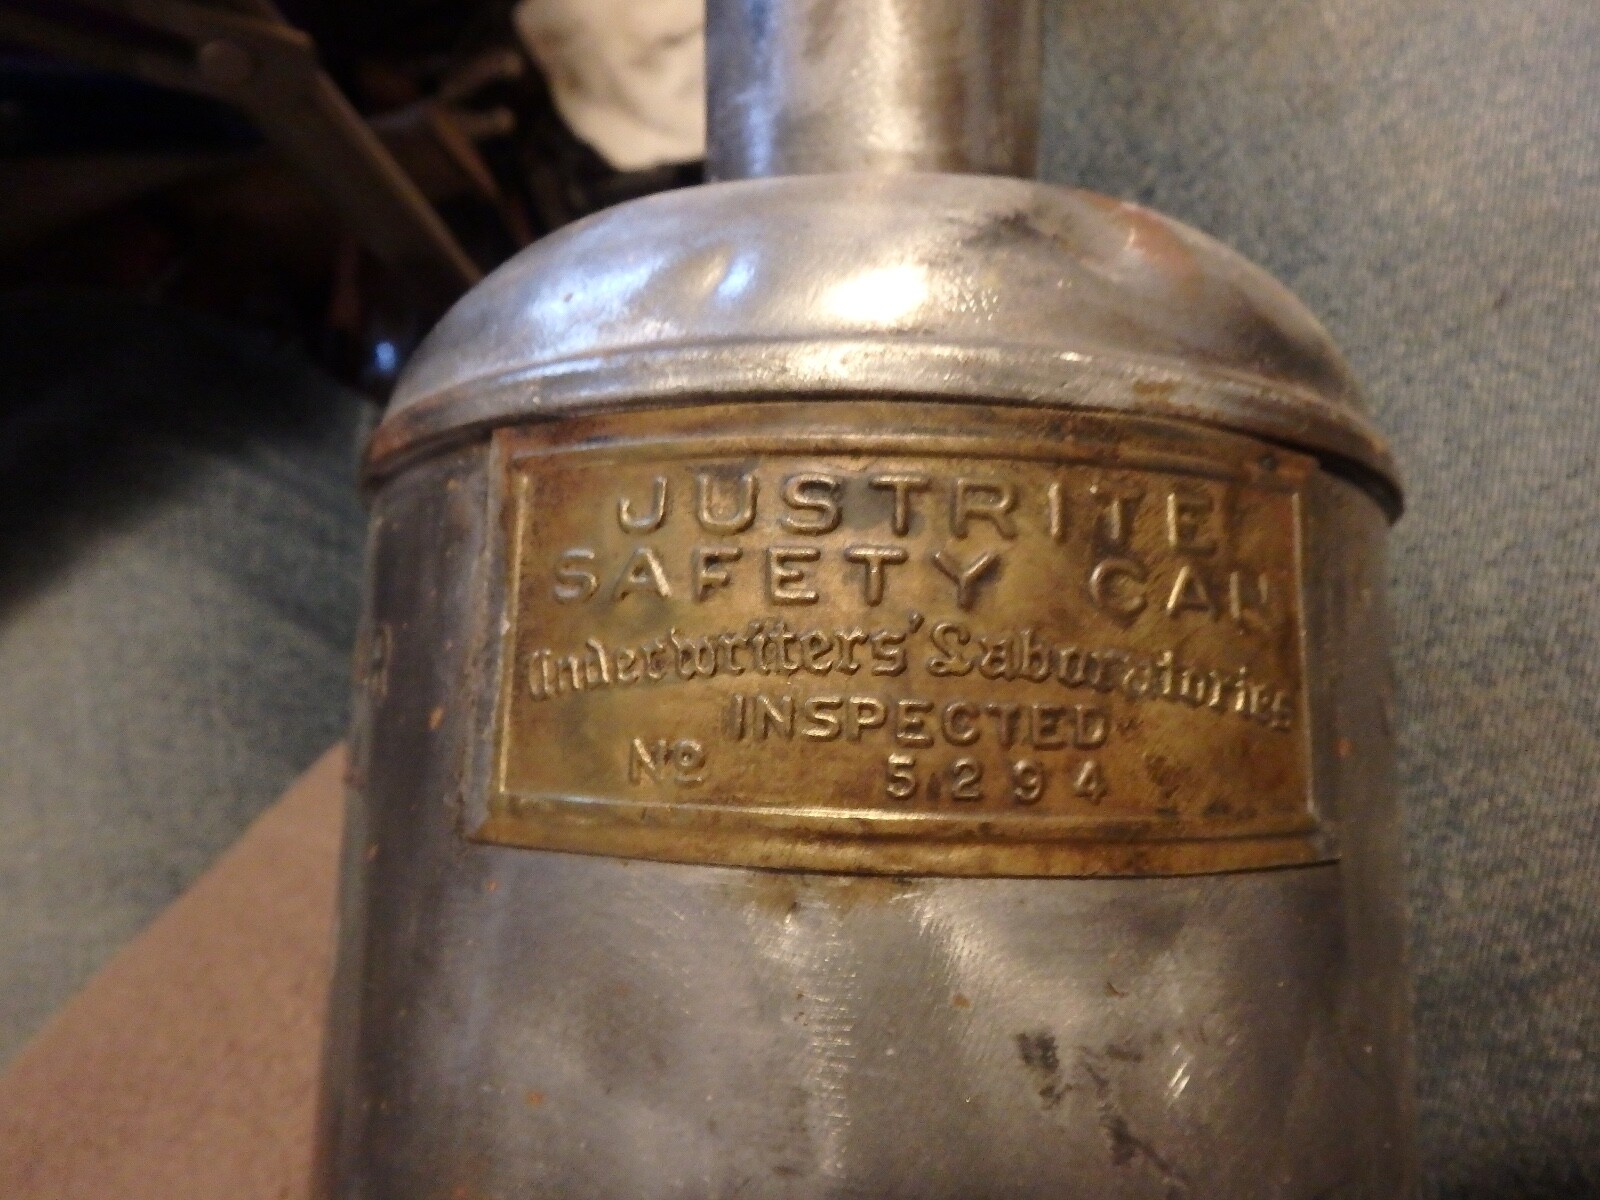 JUSTRITE
SAFETY CAN
Underwriters' Laboratories
INSPECTED
No 5294